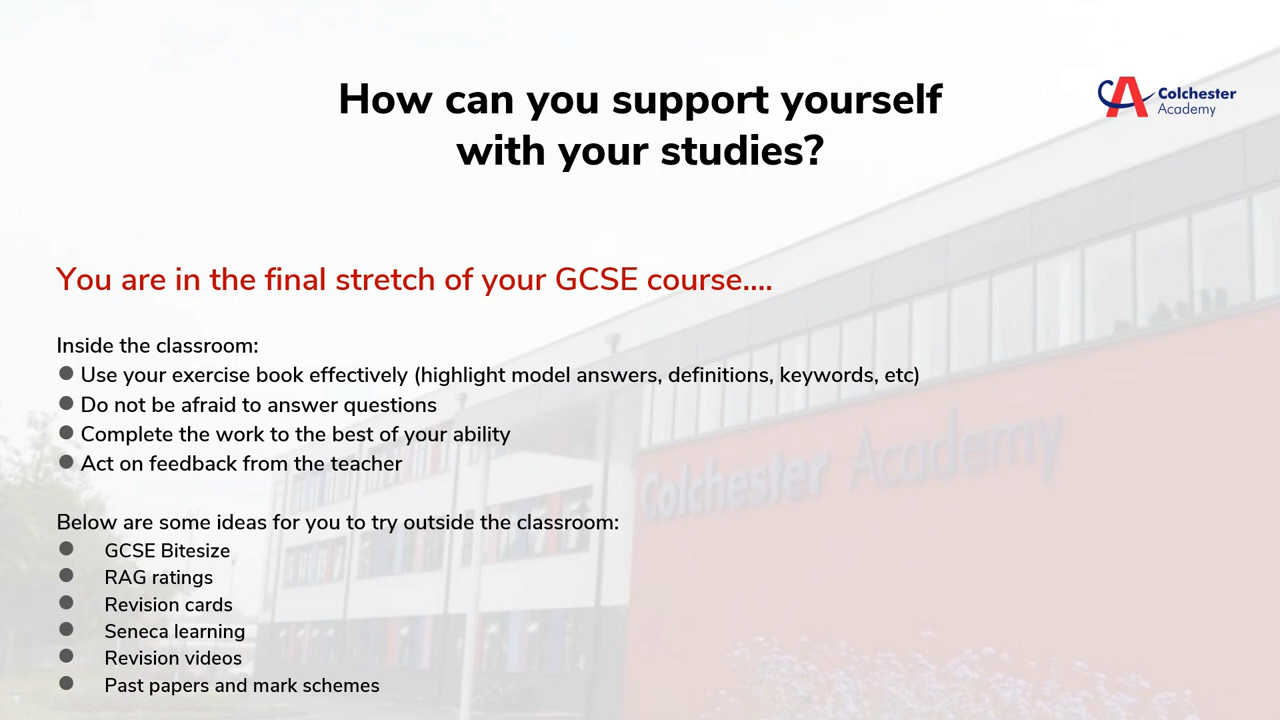 How can you support yourself
with your studies?
Colchester
Academy
You are in the final stretch of your GCSE course....
Inside the classroom:
● Use your exercise book effectively (highlight model answers, definitions, keywords, etc)
● Do not be afraid to answer questions
● Complete the work to the best of your ability
● Act on feedback from the teacher
Colchester Academy
Below are some ideas for you to try outside the classroom:
● GCSE Bitesize
● RAG ratings
● Revision cards
● Seneca learning
● Revision videos
● Past papers and mark schemes